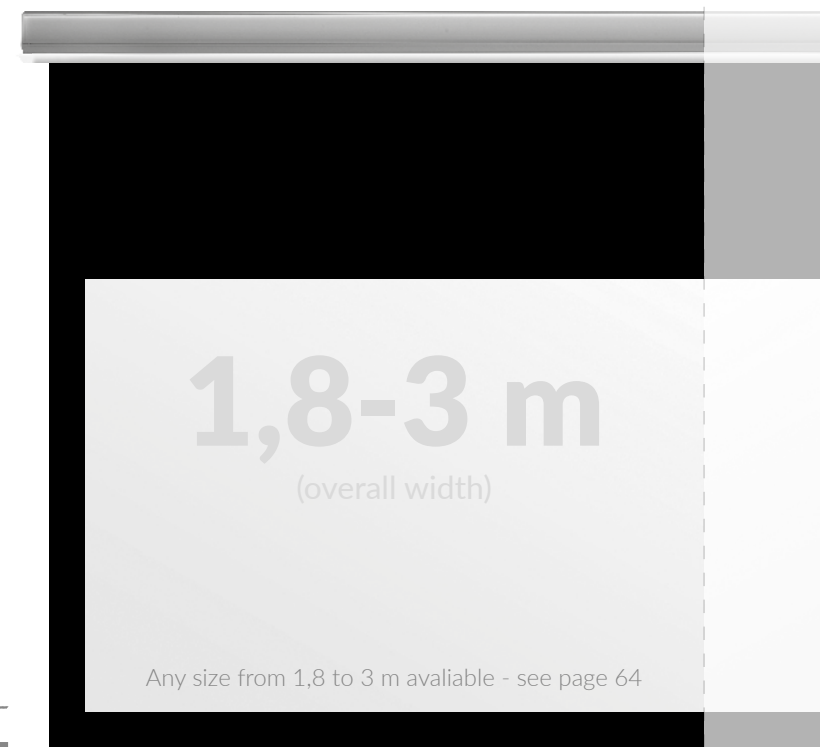 1,8-3 m
(overall width)
Any size from 1,8 to 3 m avaliable - see page 64